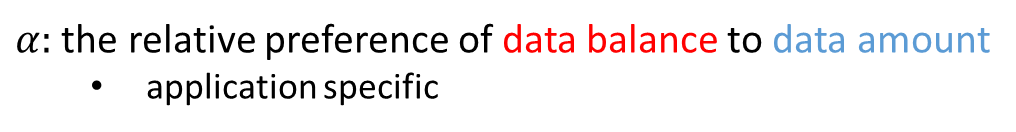 α: the relative preference of data balance to data amount
• application specific